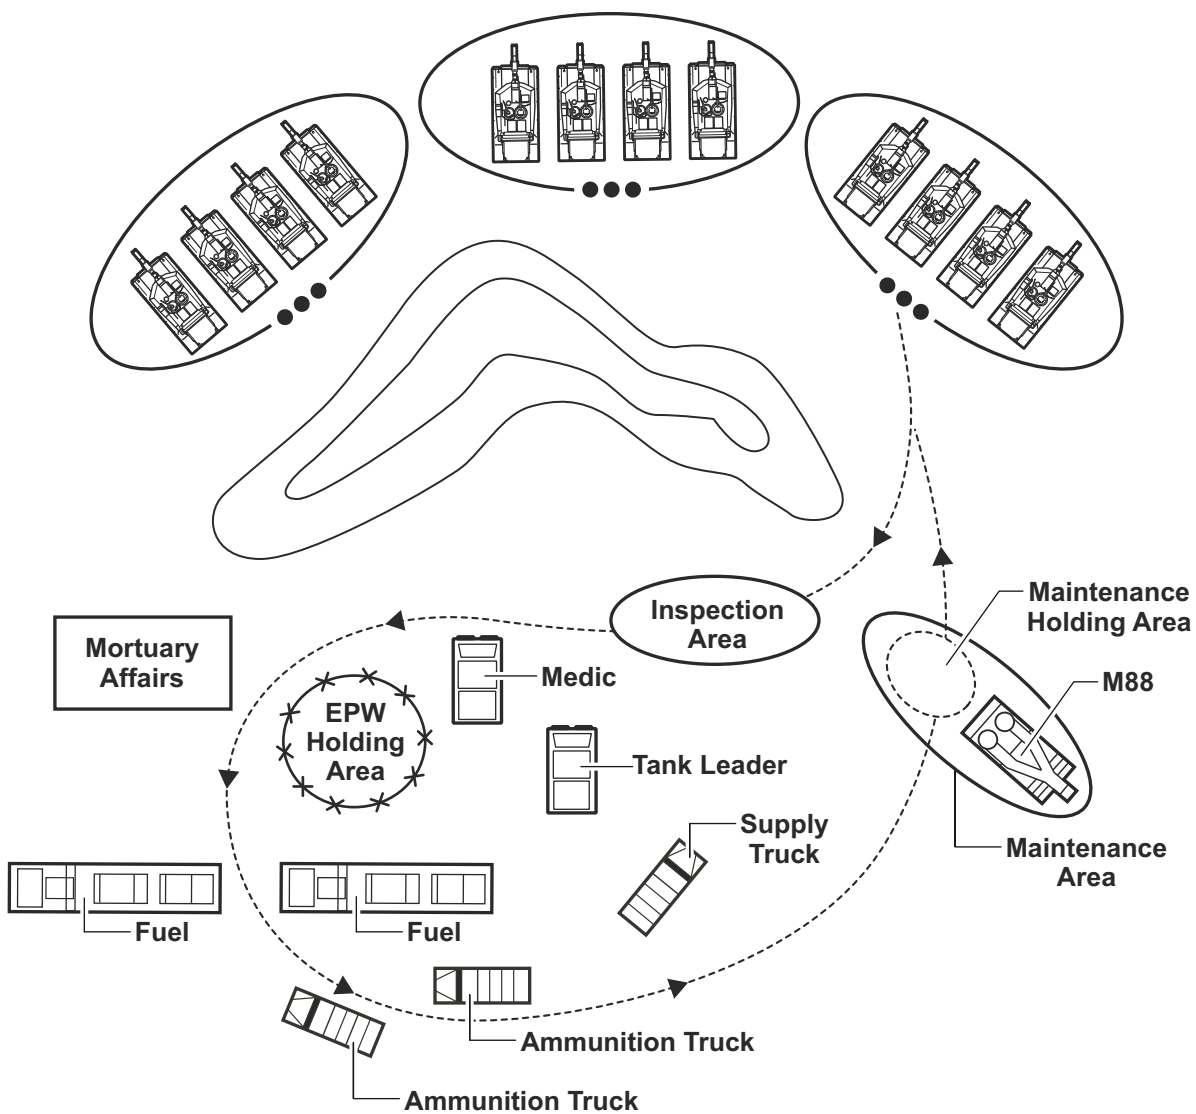 Inspection
Area
Maintenance
Holding Area
Mortuary
Affairs
Medic
M88
EPW
Holding
Area
Tank Leader
Supply
Truck
Maintenance
Area
Fuel
Fuel
Ammunition Truck
Ammunition Truck